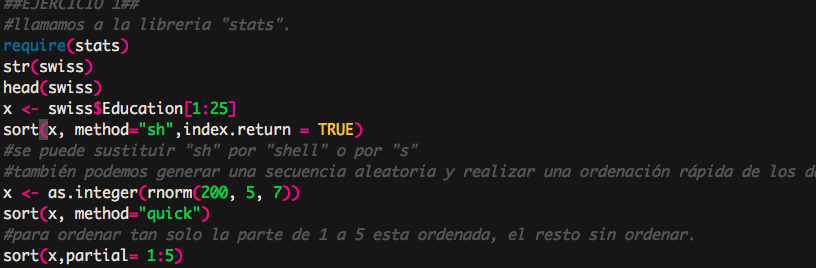 ##EJERCICIO 1##
#llamamos a la libreria "stats".
require(stats)
str(swiss)
head(swiss)
x <- swiss$Education[1:25]
sort(x, method="sh",index.return = TRUE)
#se puede sustituir "sh" por "shell" o por "s"
#también podemos generar una secuencia aleatoria y realizar una ordenación rápida de los
x <- as.integer(rnorm(200, 5, 7))
sort(x, method="quick")
#para ordenar tan solo la parte de 1 a 5 esta ordenada, el resto sin ordenar.
sort(x,partial= 1:5)